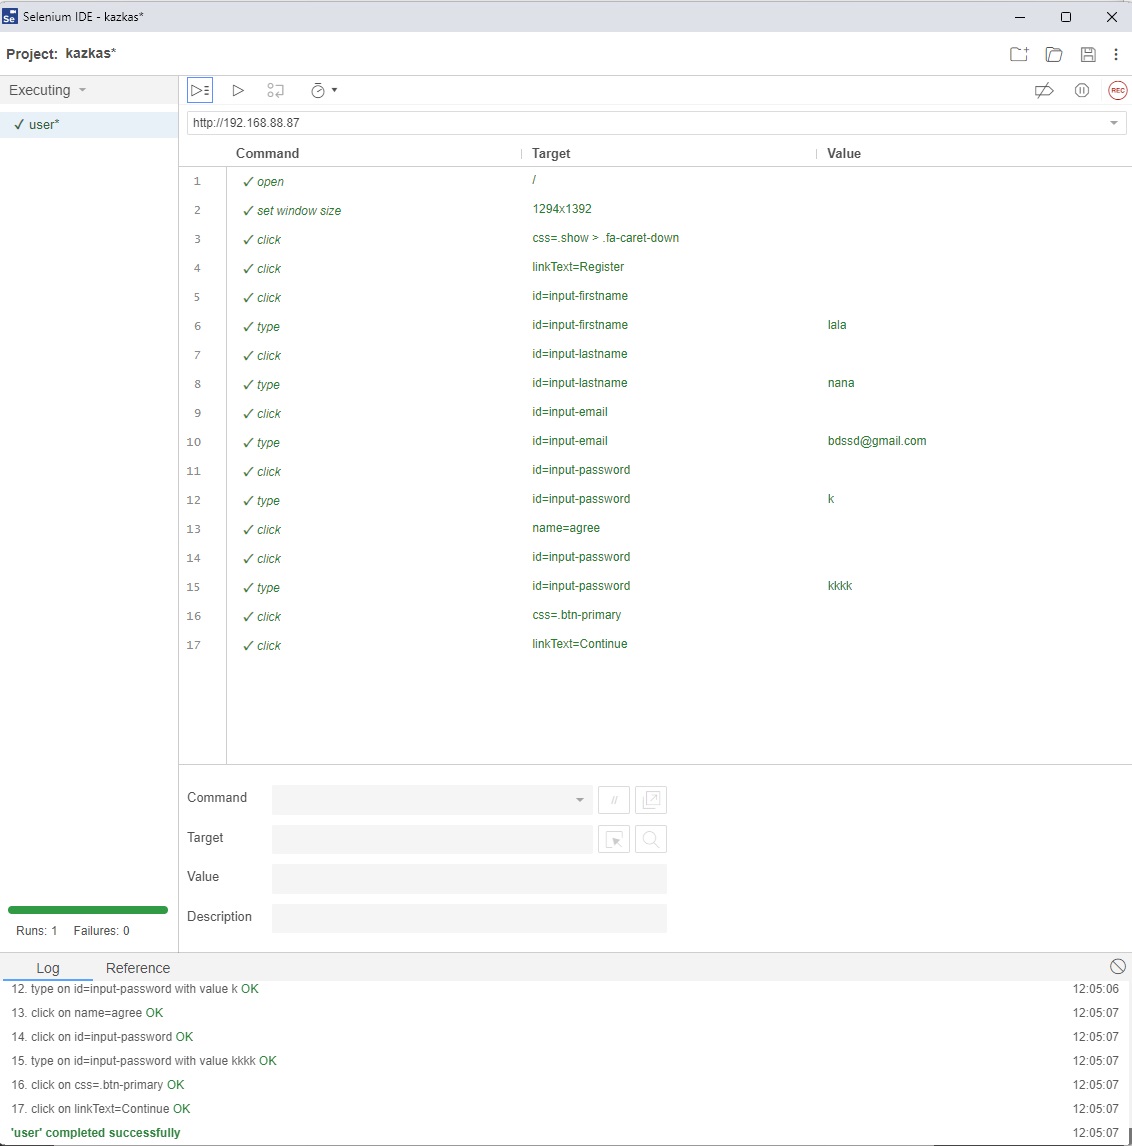 Selenium IDE - kazkas*
Project: kazkas*
Executing
REC
✓ user*
http://192.168.88.87
Command Target Value
1 ✓ open /
2 ✓ set window size 1294x1392
3 ✓ click css=.show > .fa-caret-down
4 ✓ click linkText=Register
5 ✓ click id=input-firstname
6 ✓ type id=input-firstname lala
7 ✓ click id=input-lastname
8 ✓ type id=input-lastname nana
9 ✓ click id=input-email
10 ✓ type id=input-email bdssd@gmail.com
11 ✓ click id=input-password
12 ✓ type id=input-password k
13 ✓ click name=agree
14 ✓ click id=input-password
15 ✓ type id=input-password kkkk
16 ✓ click css=.btn-primary
17 ✓ click linkText=Continue
Command //
Target
Value
Description
Runs: 1 Failures: 0
Log Reference
12. type on id=input-password with value k OK 12:05:06
13. click on name=agree OK 12:05:07
14. click on id=input-password OK 12:05:07
15. type on id=input-password with value kkkk OK 12:05:07
16. click on css=.btn-primary OK 12:05:07
17. click on linkText=Continue OK 12:05:07
'user' completed successfully 12:05:07